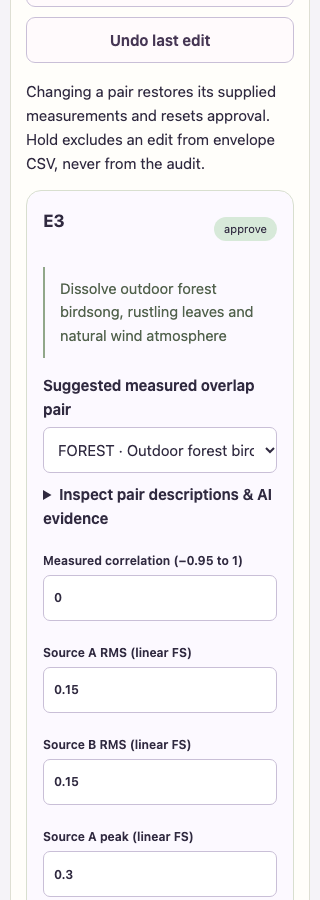 Undo last edit
Changing a pair restores its supplied
measurements and resets approval.
Hold excludes an edit from envelope
CSV, never from the audit.
E3
approve
Dissolve outdoor forest
birdsong, rustling leaves and
natural wind atmosphere
Suggested measured overlap
pair
FOREST · Outdoor forest birc
Inspect pair descriptions & AI
evidence
Measured correlation (−0.95 to 1)
0
Source A RMS (linear FS)
0.15
Source B RMS (linear FS)
0.15
Source A peak (linear FS)
0.3